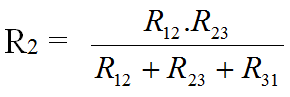 R₂ = R₁₂.R₂₃ / (R₁₂ + R₂₃ + R₃₁)